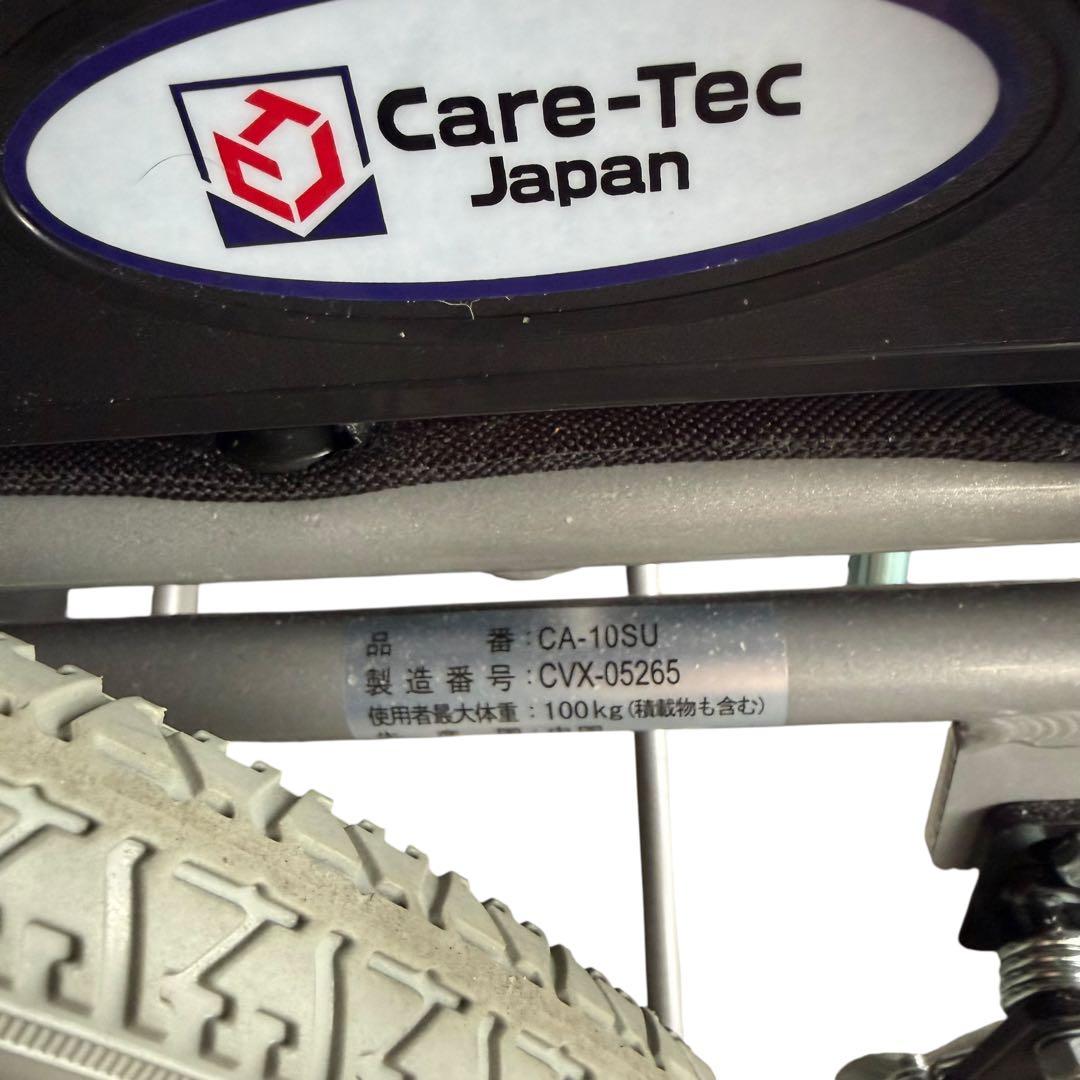 Care-Tec
Japan
品 番：CA-10SU
製造番号：CVX-05265
使用者最大体重：100kg(積載物も含む)